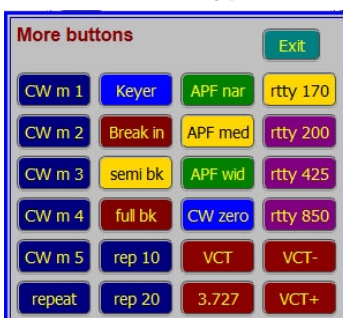 More buttons
Exit
CW m 1 Keyer APF nar rtty 170
CW m 2 Break in APF med rtty 200
CW m 3 semi bk APF wid rtty 425
CW m 4 full bk CW zero rtty 850
CW m 5 rep 10 VCT VCT-
repeat rep 20 3.727 VCT+